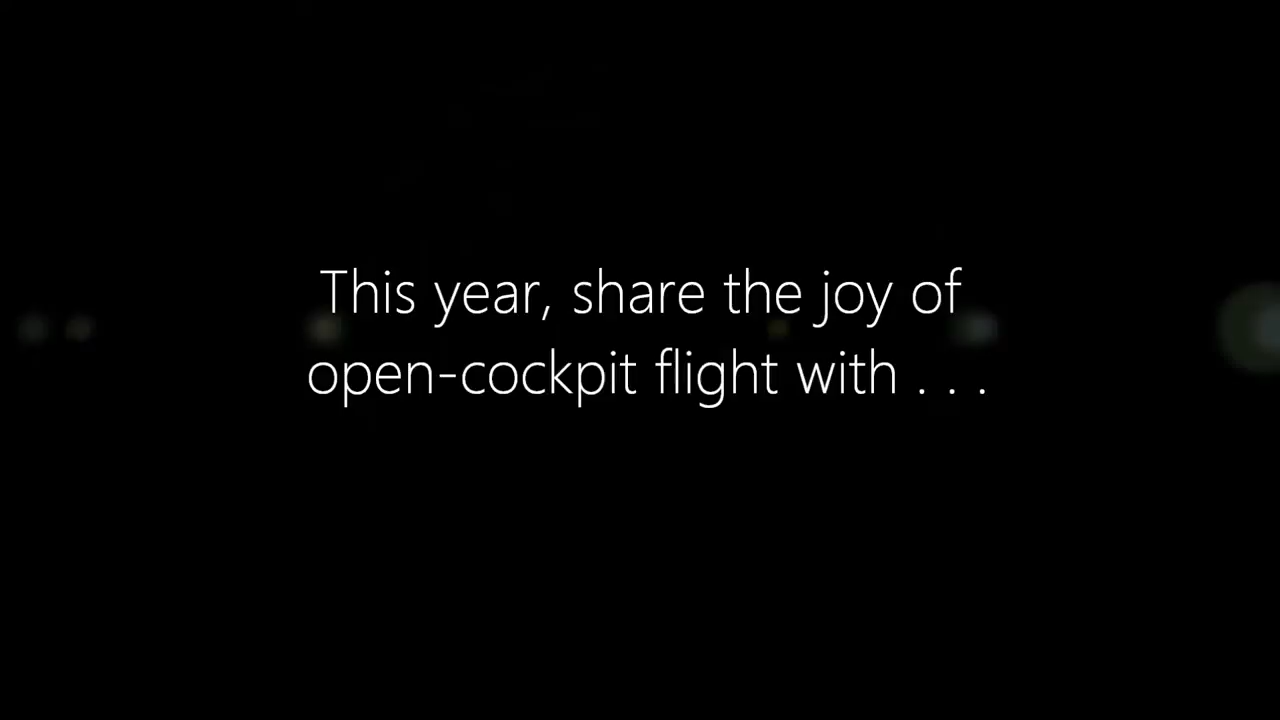 This year, share the joy of
open-cockpit flight with . . .